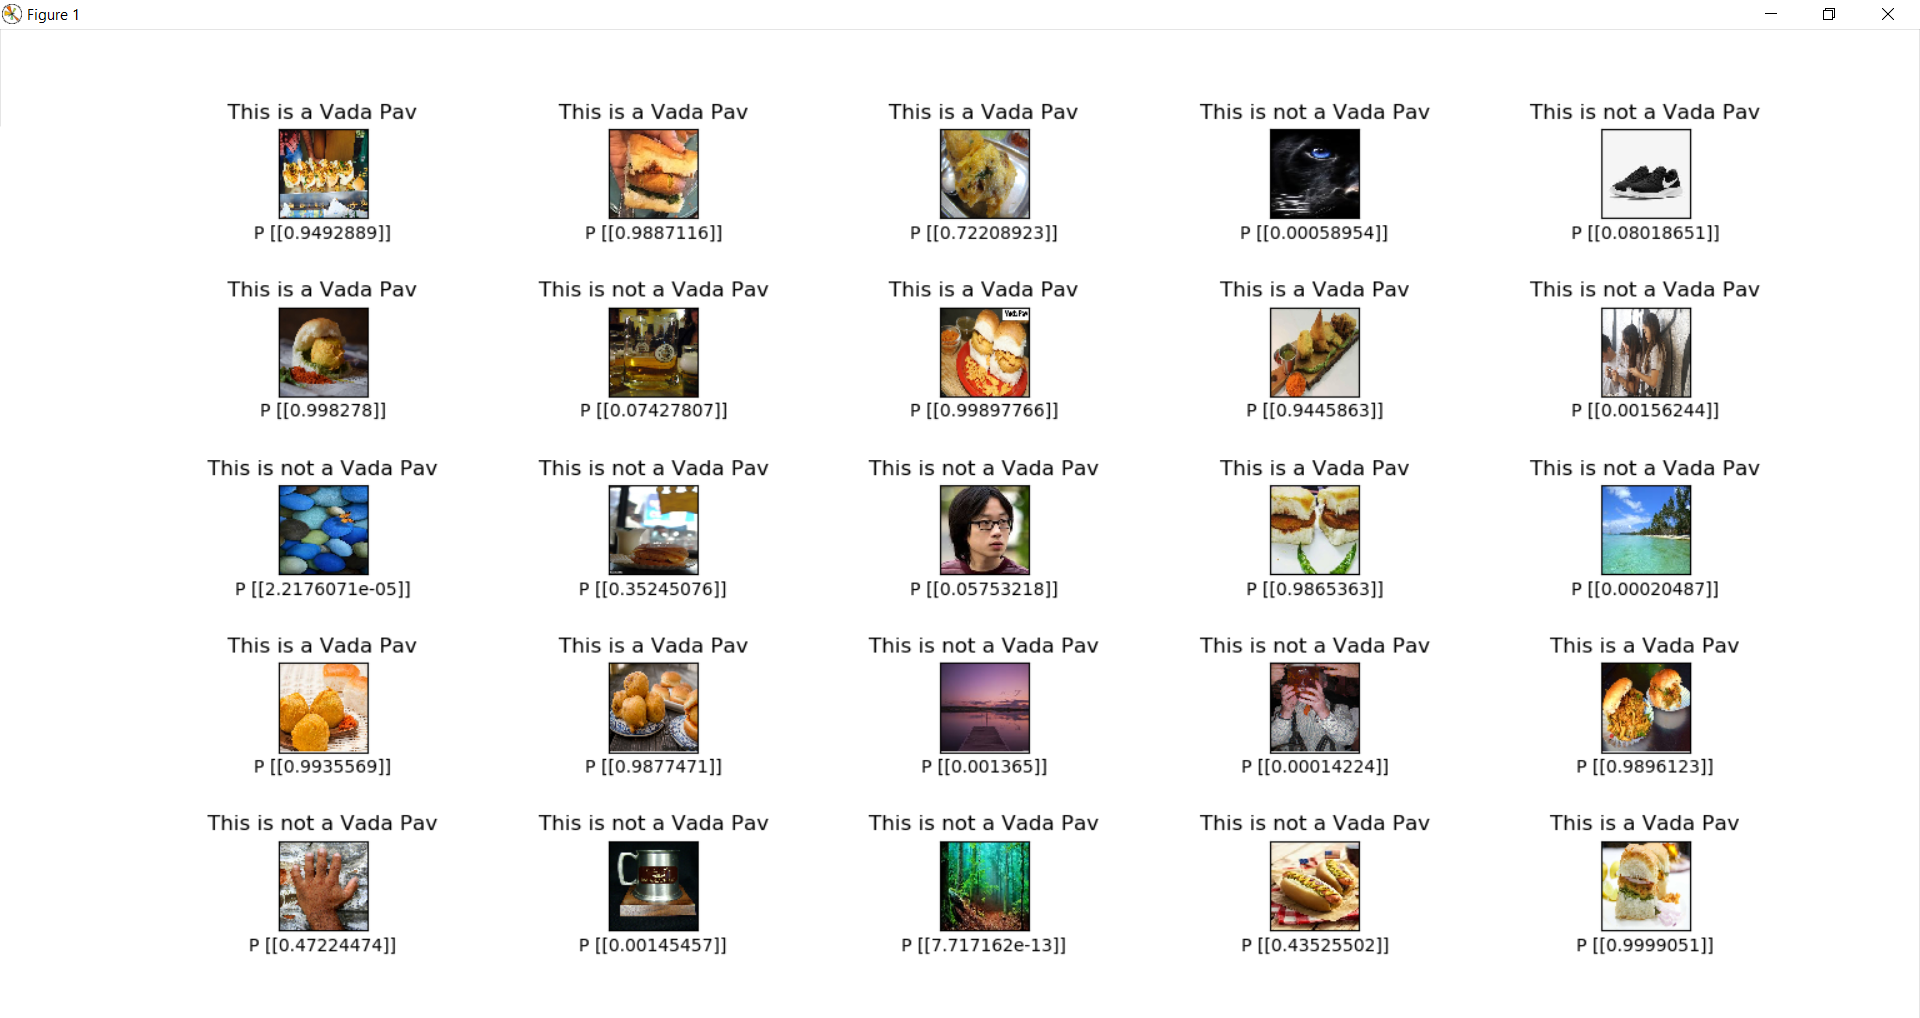 Figure 1
This is a Vada Pav
This is a Vada Pav
This is a Vada Pav
This is not a Vada Pav
This is not a Vada Pav
P [[0.9492889]]
P [[0.9887116]]
P [[0.72208923]]
P [[0.00058954]]
P [[0.08018651]]
This is a Vada Pav
This is not a Vada Pav
This is a Vada Pav
This is a Vada Pav
This is not a Vada Pav
Vada Pav
P [[0.998278]]
P [[0.07427807]]
P [[0.99897766]]
P [[0.9445863]]
P [[0.00156244]]
This is not a Vada Pav
This is not a Vada Pav
This is not a Vada Pav
This is a Vada Pav
This is not a Vada Pav
P [[2.2176071e-05]]
P [[0.35245076]]
P [[0.05753218]]
P [[0.9865363]]
P [[0.00020487]]
This is a Vada Pav
This is a Vada Pav
This is not a Vada Pav
This is not a Vada Pav
This is a Vada Pav
P [[0.9935569]]
P [[0.9877471]]
P [[0.001365]]
P [[0.00014224]]
P [[0.9896123]]
This is not a Vada Pav
This is not a Vada Pav
This is not a Vada Pav
This is not a Vada Pav
This is a Vada Pav
P [[0.47224474]]
P [[0.00145457]]
P [[7.717162e-13]]
P [[0.43525502]]
P [[0.9999051]]